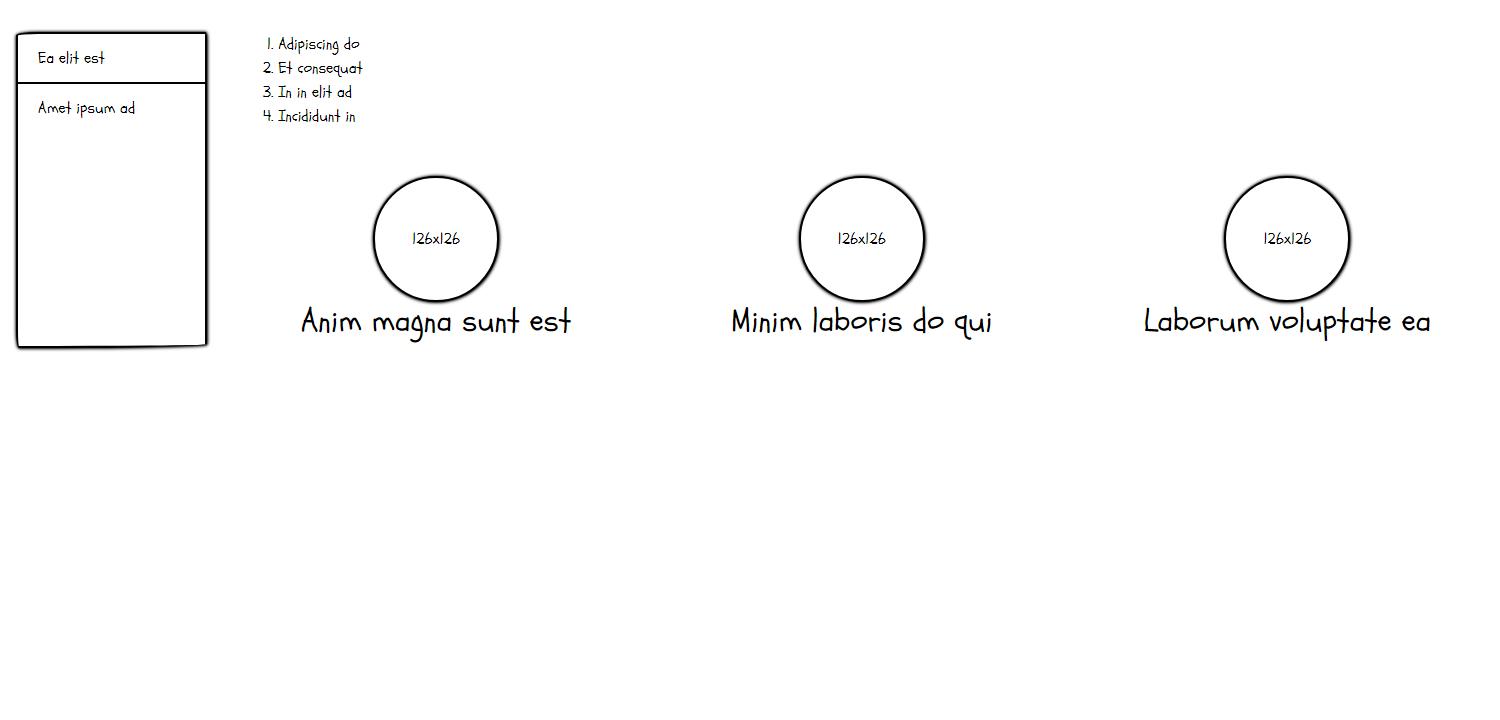 Ea elit est
Amet ipsum ad
1. Adipiscing do
2. Et consequat
3. In in elit ad
4. Incididunt in
126x126
Anim magna sunt est
126x126
Minim laboris do qui
126x126
Laborum voluptate ea